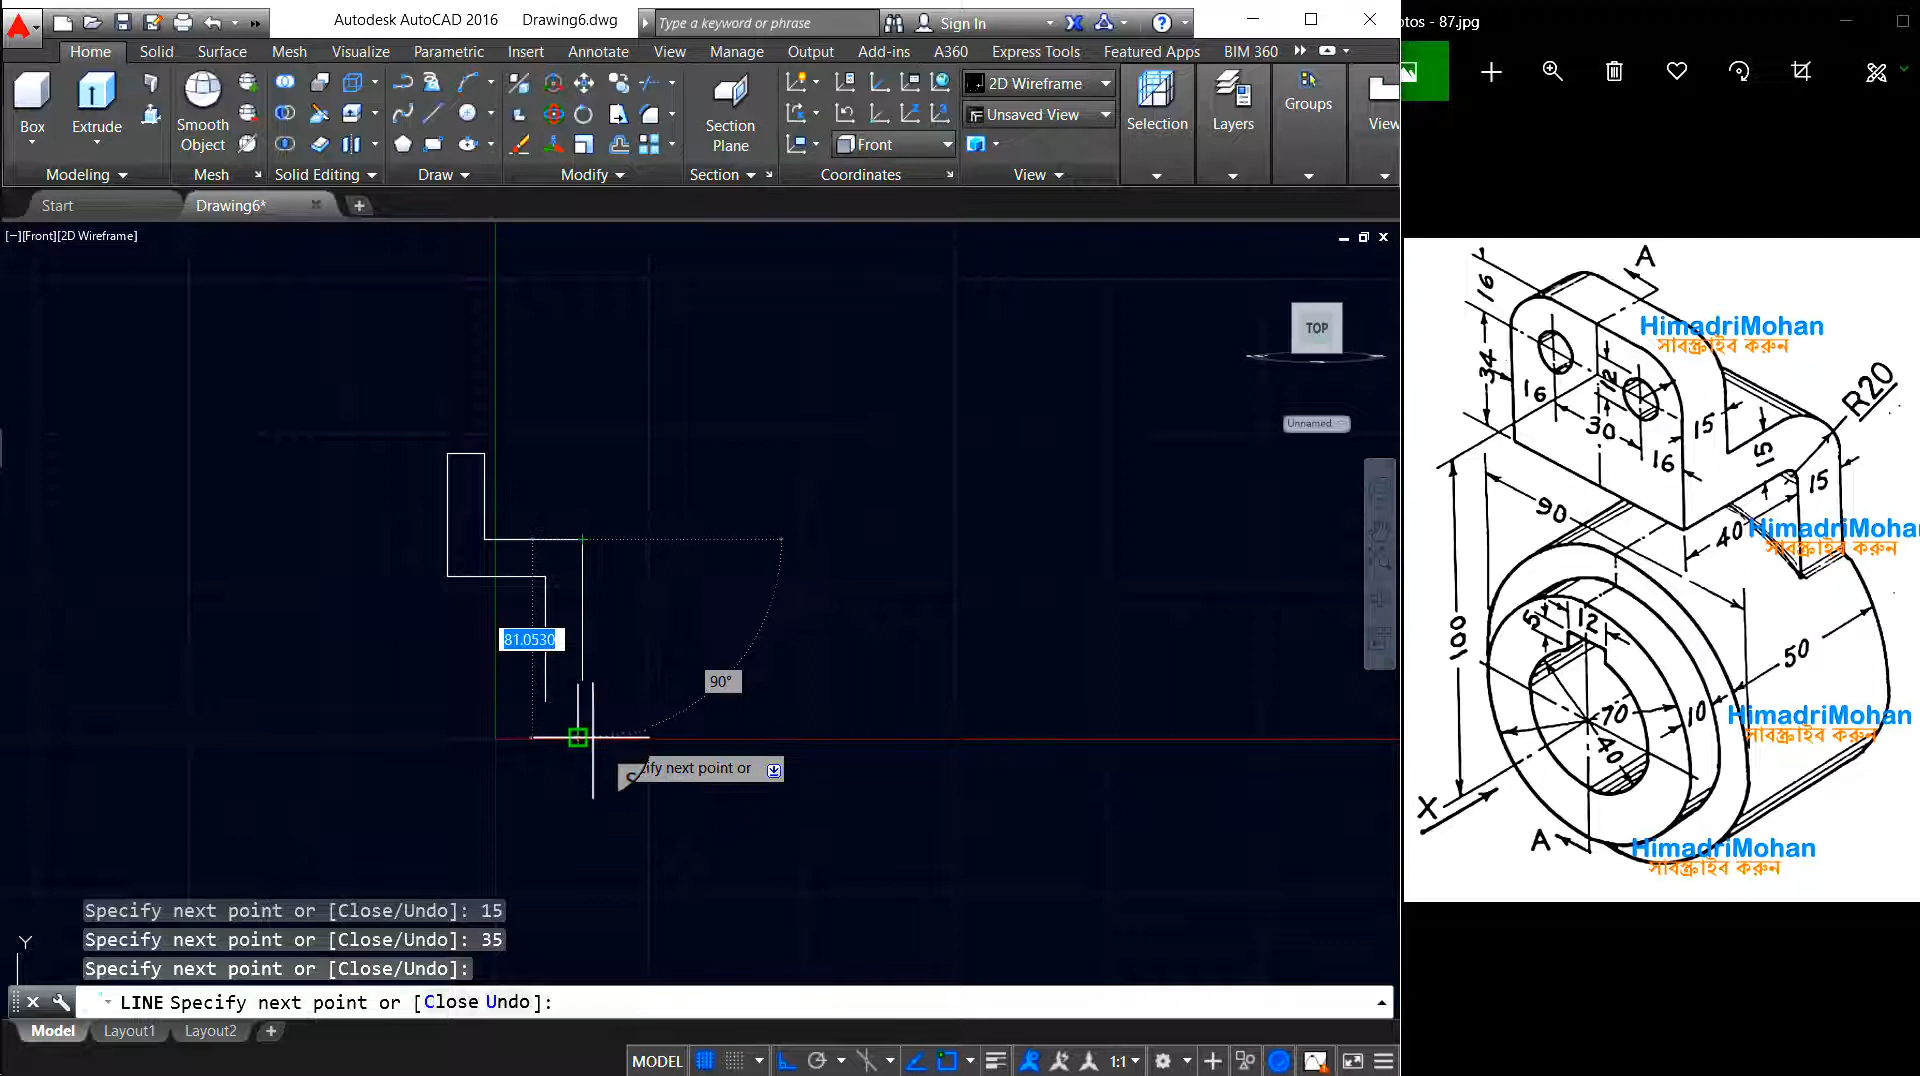 Autodesk AutoCAD 2016 Drawing6.dwg
Type a keyword or phrase
Sign In
Photos - 87.jpg
Home Solid Surface Mesh Visualize Parametric Insert Annotate View Manage Output Add-ins A360 Express Tools Featured Apps BIM 360
Box
Extrude
Smooth
Object
Section
Plane
2D Wireframe
Unsaved View
Front
Selection
Layers
Groups
View
Modeling
Mesh
Solid Editing
Draw
Modify
Section
Coordinates
View
Start
Drawing6*
[−][Front][2D Wireframe]
TOP
Unnamed
81.0530
90°
ify next point or
Specify next point or [Close/Undo]: 15
Specify next point or [Close/Undo]: 35
Specify next point or [Close/Undo]:
Y
LINE Specify next point or [Close Undo]:
Model
Layout1
Layout2
MODEL
1:1
A
16
HimadriMohan
সাবস্ক্রাইব করুন
34
12
R20
16
30
15
16
15
15
90
40
HimadriMohan
সাবস্ক্রাইব করুন
5
12
100
50
70
10
HimadriMohan
সাবস্ক্রাইব করুন
40
X
A
HimadriMohan
সাবস্ক্রাইব করুন